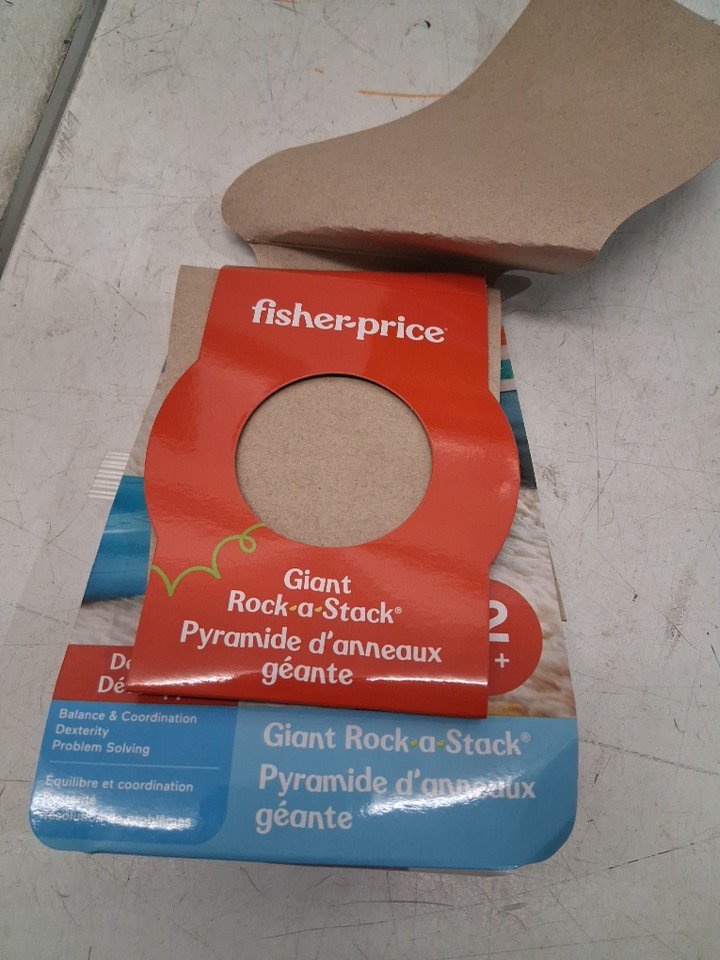 fisher-price
Giant
Rock-a-Stack®
Pyramide d'anneaux
géante
2
+
Balance & Coordination
Dexterity
Problem Solving
Équilibre et coordination
Giant Rock-a-Stack®
Pyramide d'anneaux
géante